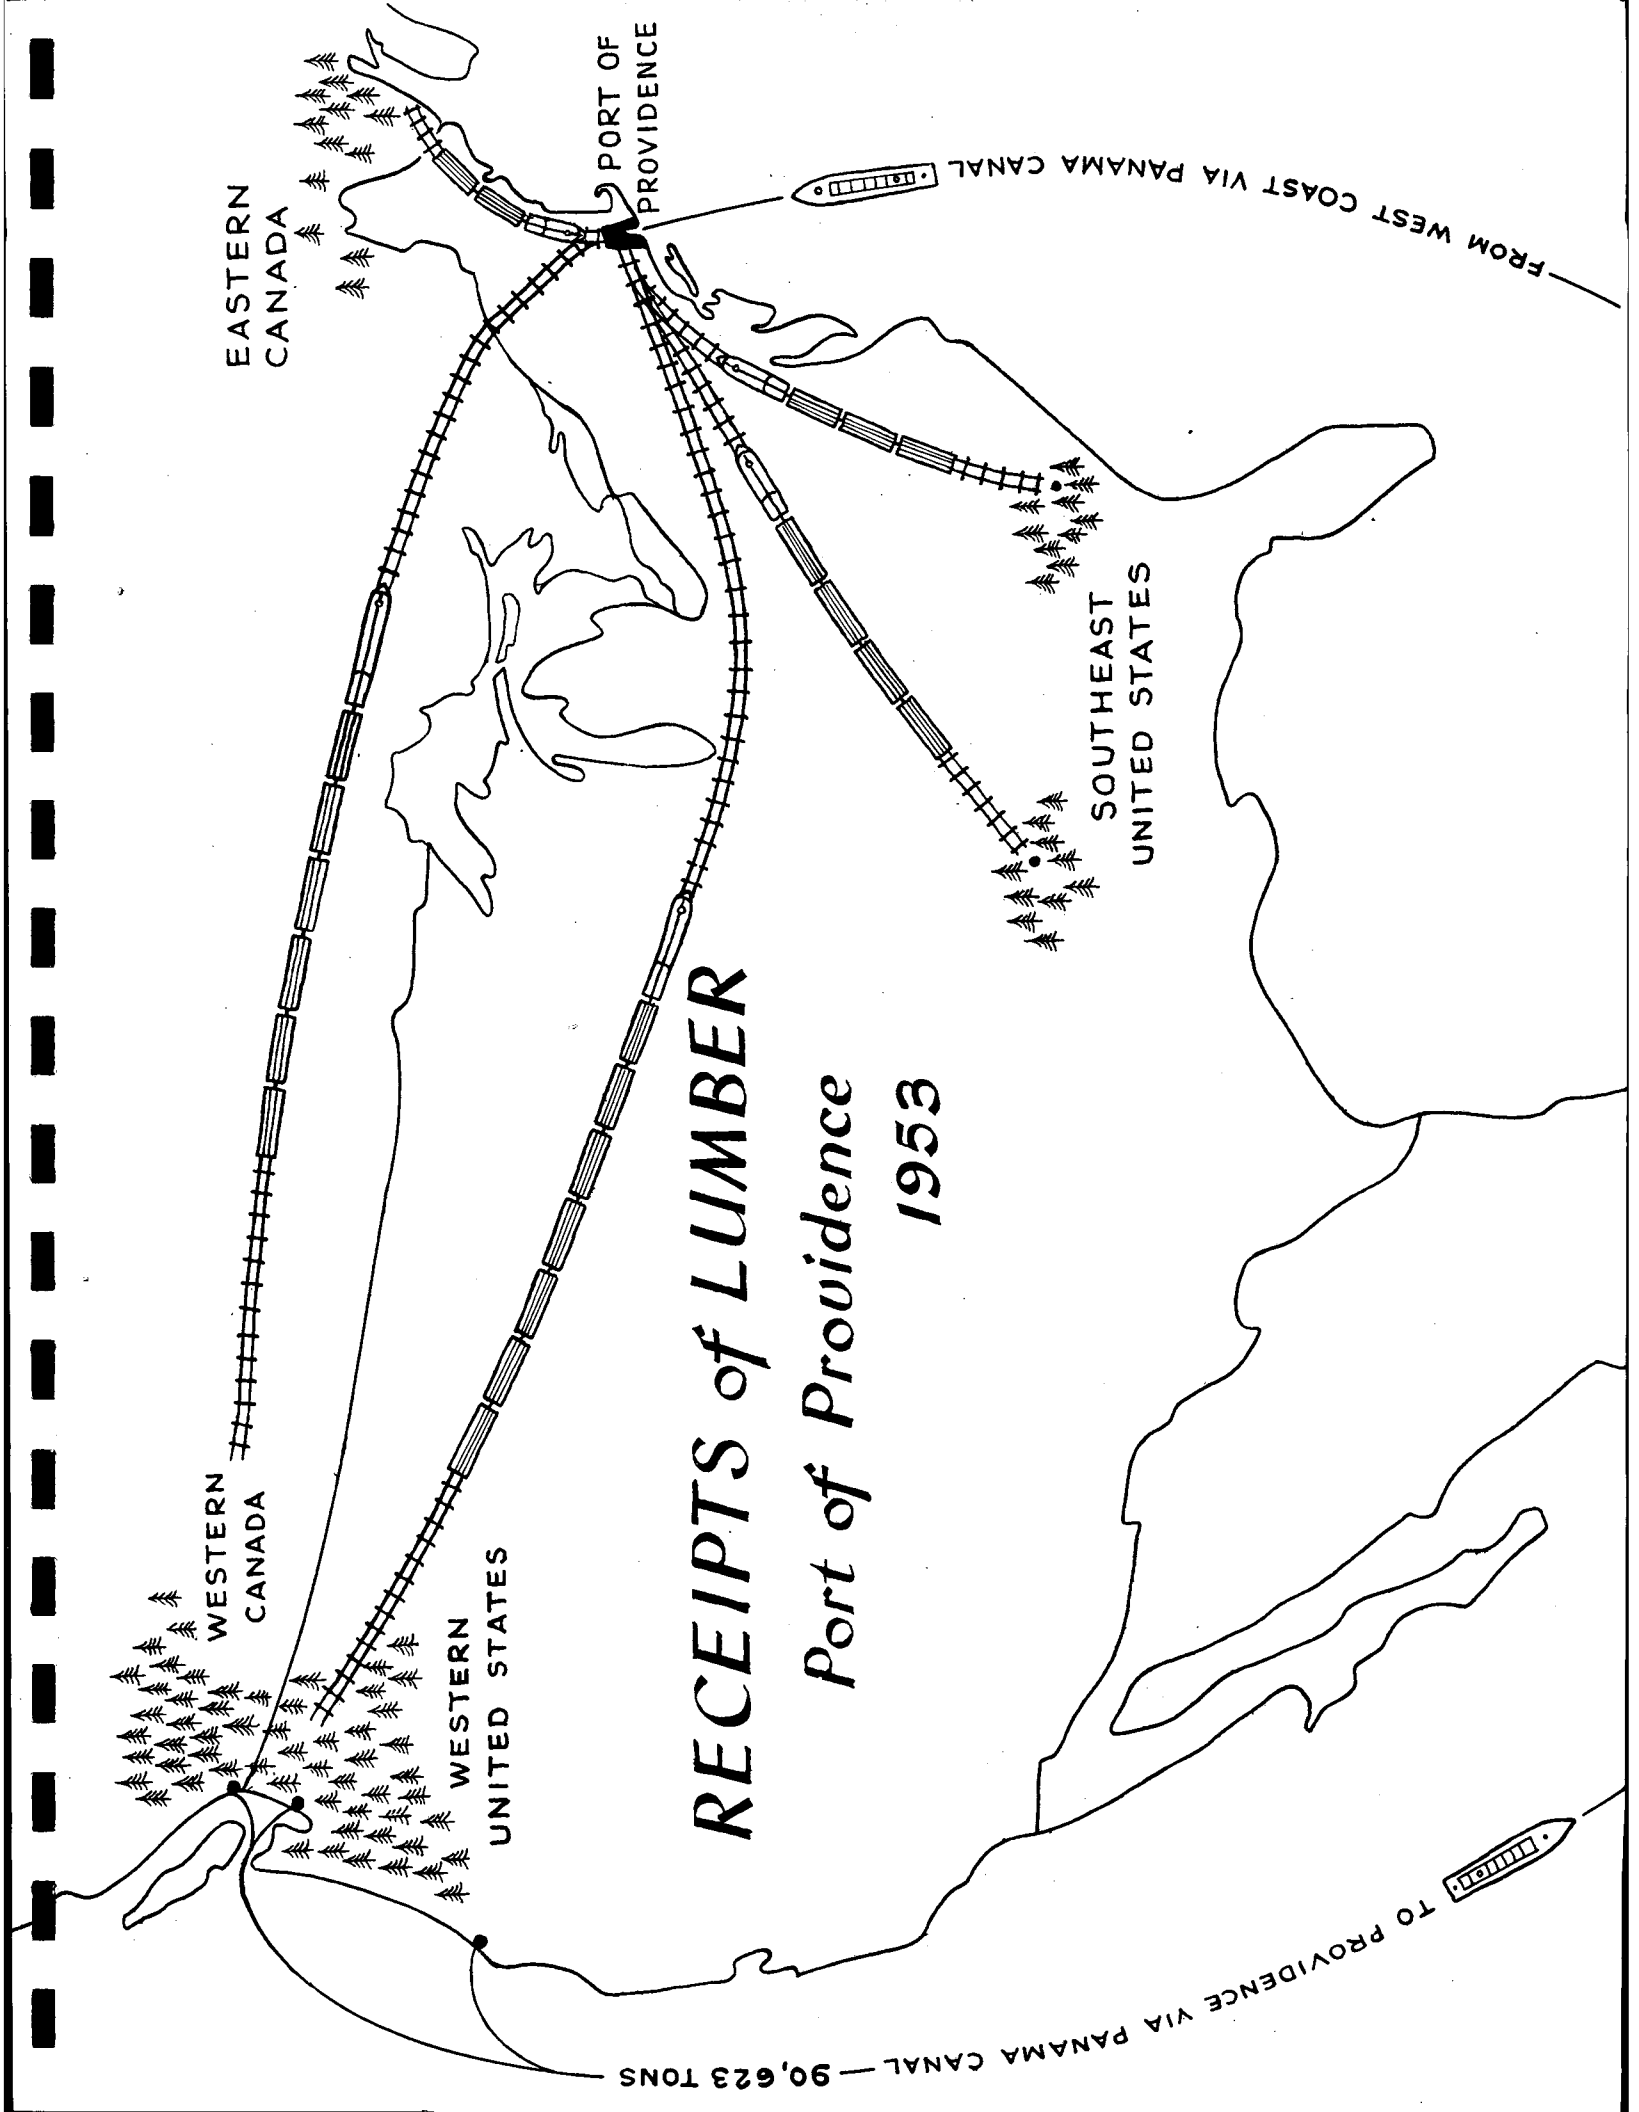 WESTERN
CANADA
EASTERN
CANADA
PORT OF
PROVIDENCE
WESTERN
UNITED STATES
RECEIPTS of LUMBER
Port of Providence
1953
SOUTHEAST
UNITED STATES
90,623 TONS — VIA PANAMA CANAL TO PROVIDENCE
FROM WEST COAST VIA PANAMA CANAL